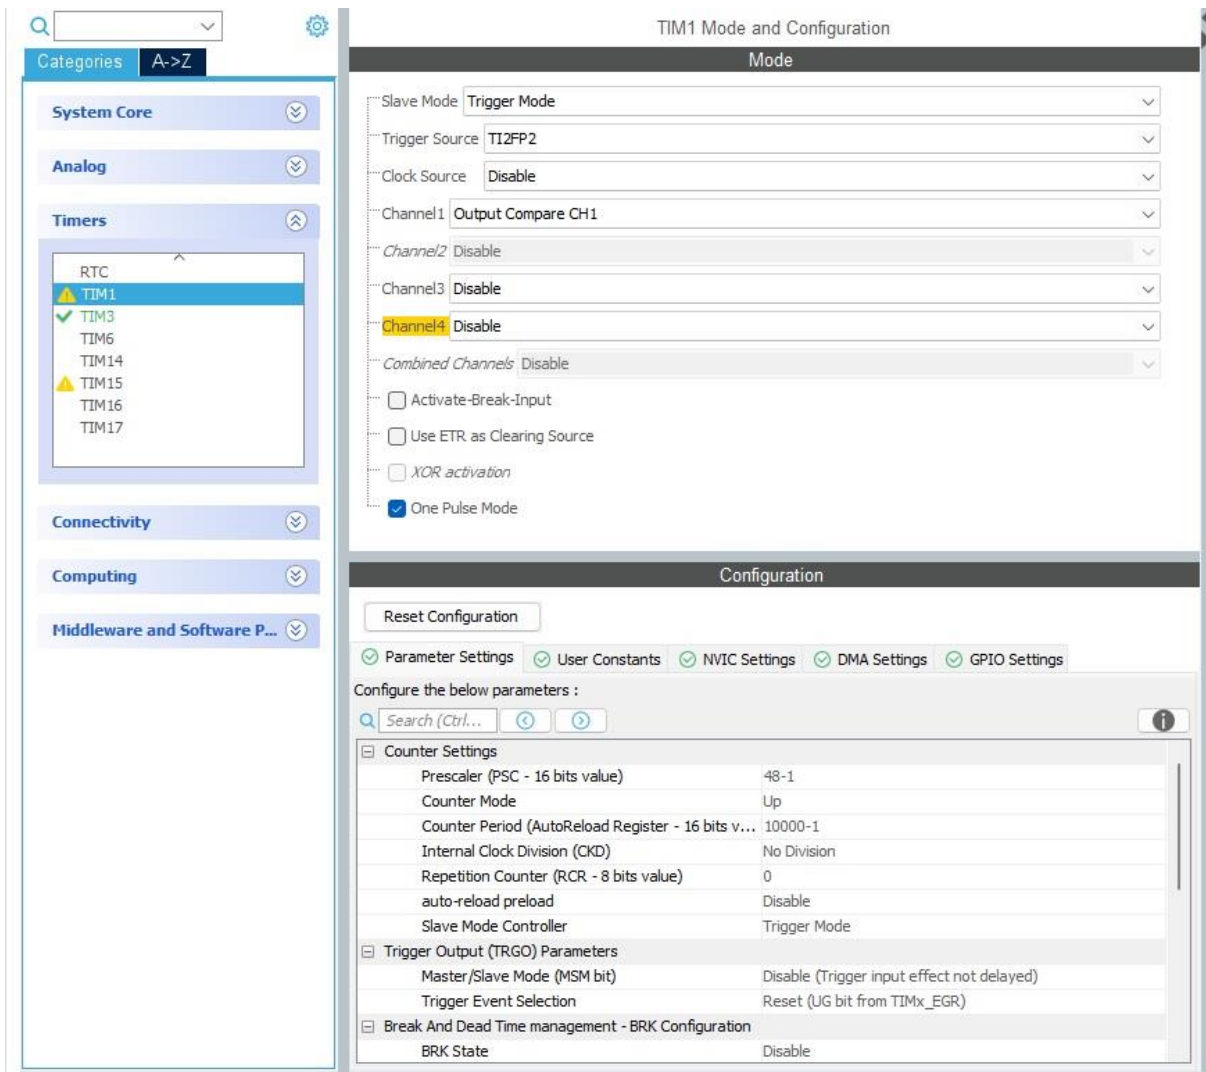 Categories
A->Z
System Core
Analog
Timers
RTC
TIM1
TIM3
TIM6
TIM14
TIM15
TIM16
TIM17
Connectivity
Computing
Middleware and Software P...
TIM1 Mode and Configuration
Mode
Slave Mode Trigger Mode
Trigger Source TI2FP2
Clock Source Disable
Channel1 Output Compare CH1
Channel2 Disable
Channel3 Disable
Channel4 Disable
Combined Channels Disable
Activate-Break-Input
Use ETR as Clearing Source
XOR activation
One Pulse Mode
Configuration
Reset Configuration
Parameter Settings User Constants NVIC Settings DMA Settings GPIO Settings
Configure the below parameters :
Search (Ctrl...
Counter Settings
Prescaler (PSC - 16 bits value) 48-1
Counter Mode Up
Counter Period (AutoReload Register - 16 bits v... 10000-1
Internal Clock Division (CKD) No Division
Repetition Counter (RCR - 8 bits value) 0
auto-reload preload Disable
Slave Mode Controller Trigger Mode
Trigger Output (TRGO) Parameters
Master/Slave Mode (MSM bit) Disable (Trigger input effect not delayed)
Trigger Event Selection Reset (UG bit from TIMx_EGR)
Break And Dead Time management - BRK Configuration
BRK State Disable